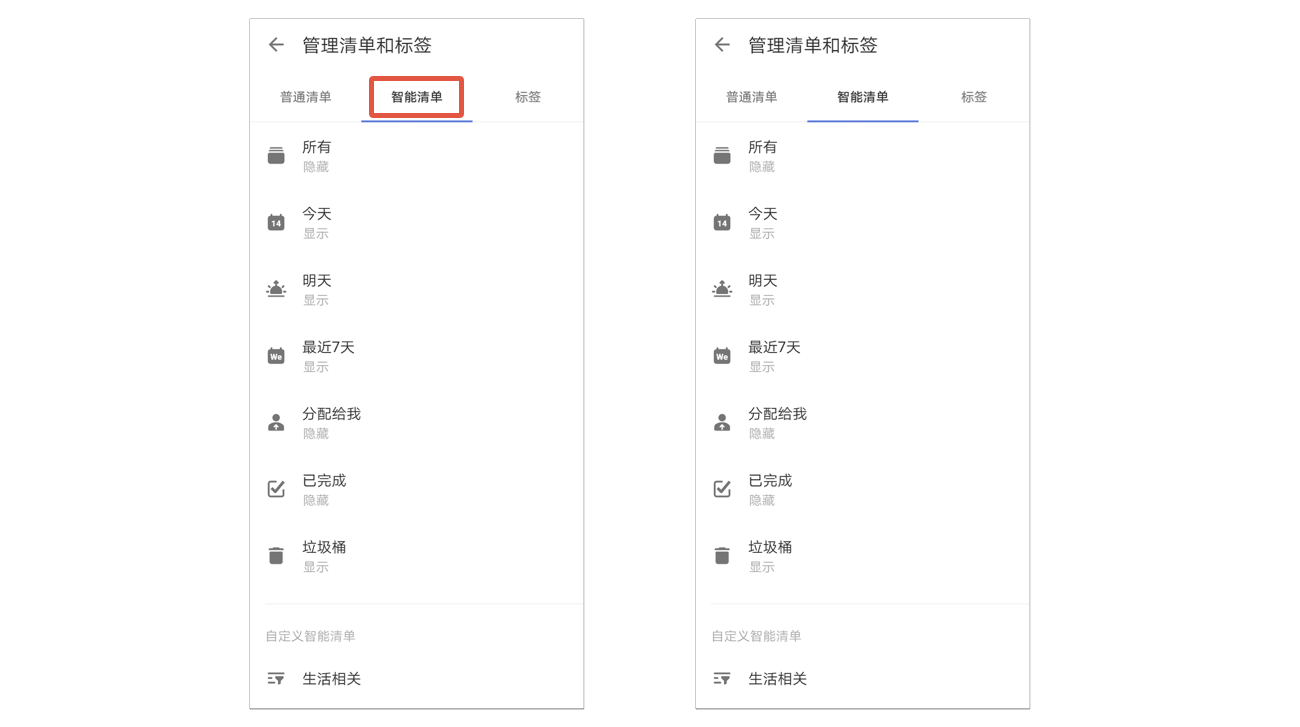 管理清单和标签
普通清单 智能清单 标签
所有
隐藏
14
今天
显示
明天
显示
We
最近7天
显示
分配给我
隐藏
已完成
隐藏
垃圾桶
显示
自定义智能清单
生活相关
管理清单和标签
普通清单 智能清单 标签
所有
隐藏
14
今天
显示
明天
显示
We
最近7天
显示
分配给我
隐藏
已完成
隐藏
垃圾桶
显示
自定义智能清单
生活相关